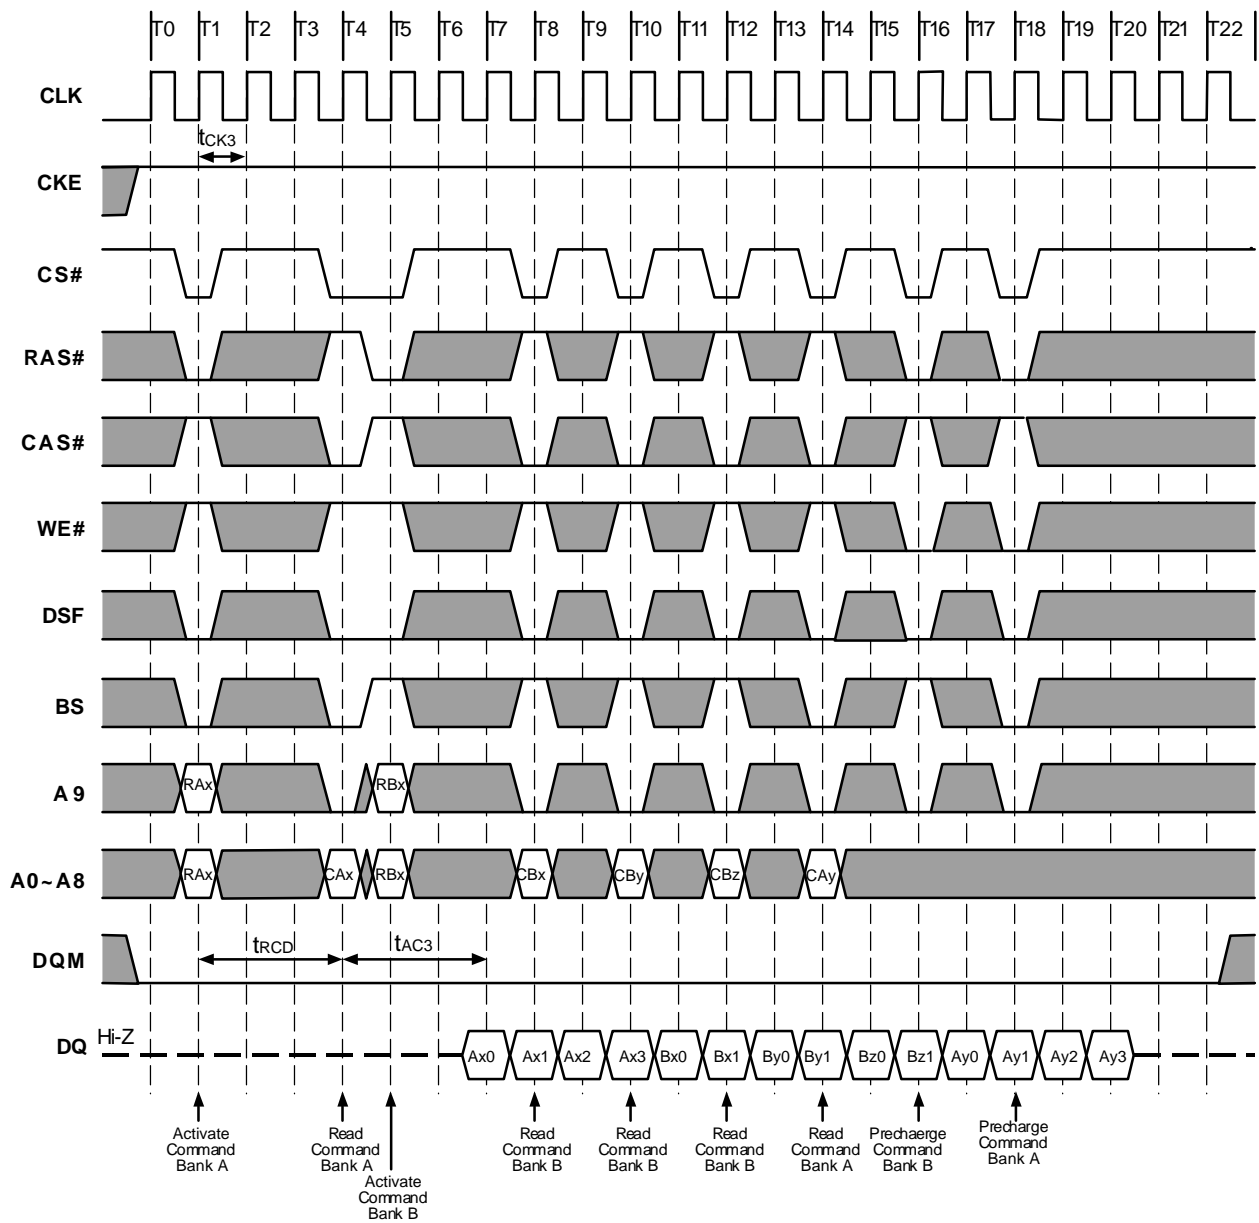 T0 T1 T2 T3 T4 T5 T6 T7 T8 T9 T10 T11 T12 T13 T14 T15 T16 T17 T18 T19 T20 T21 T22
CLK
tCK3
CKE
CS#
RAS#
CAS#
WE#
DSF
BS
A9 RAx RBx
A0~A8 RAx CAx RBx CBx CBy CBz CAy
DQM tRCD tAC3
DQ Hi-Z Ax0 Ax1 Ax2 Ax3 Bx0 Bx1 By0 By1 Bz0 Bz1 Ay0 Ay1 Ay2 Ay3
Activate
Command
Bank A
Read
Command
Bank A
Activate
Command
Bank B
Read
Command
Bank B
Read
Command
Bank B
Read
Command
Bank B
Read
Command
Bank A
Prechaerge
Command
Bank B
Precharge
Command
Bank A